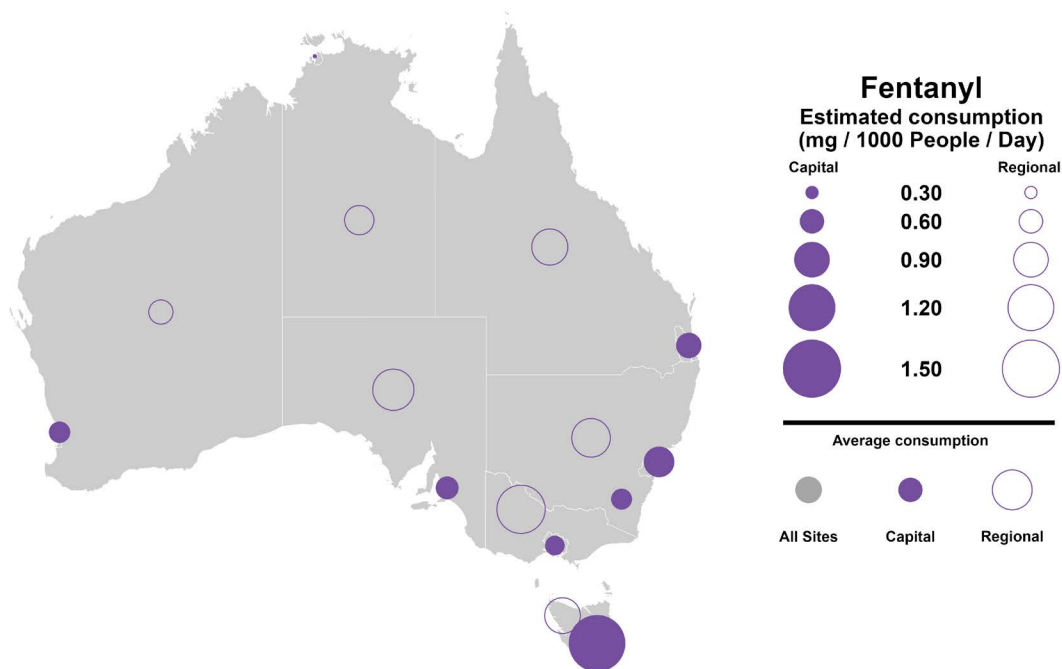 Fentanyl
Estimated consumption
(mg / 1000 People / Day)
Capital Regional
0.30
0.60
0.90
1.20
1.50
Average consumption
All Sites Capital Regional